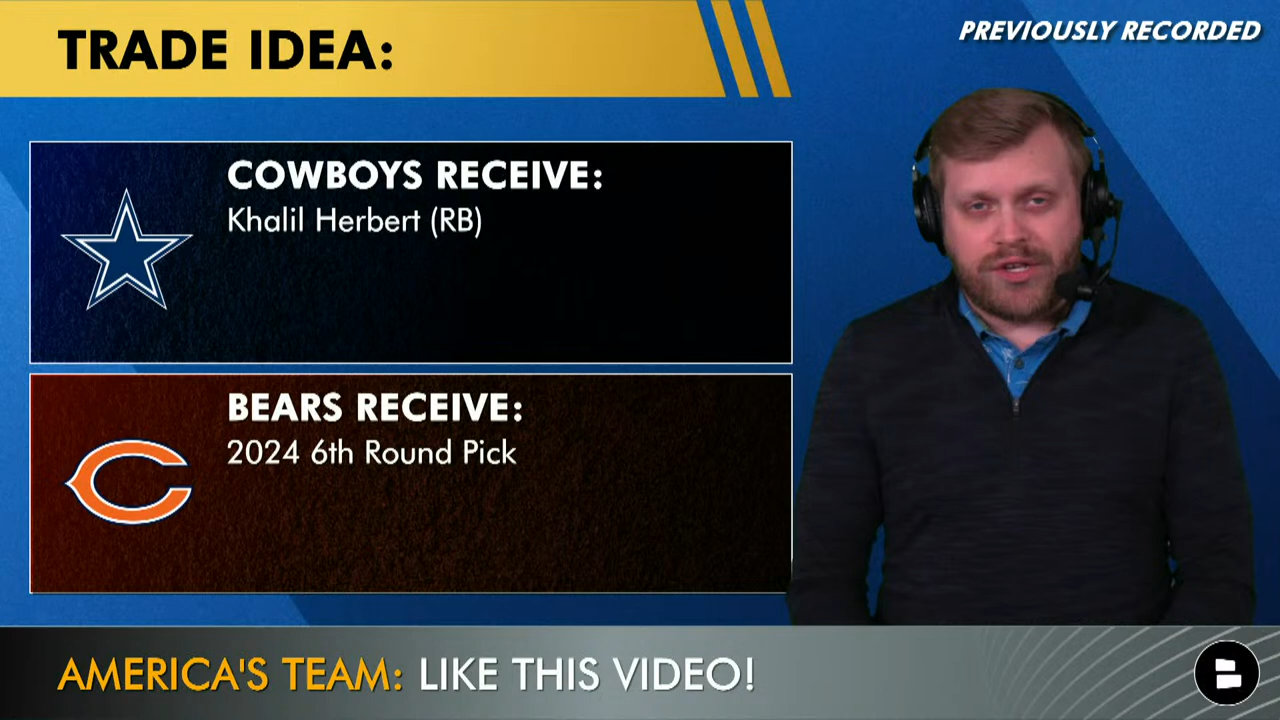 TRADE IDEA:
PREVIOUSLY RECORDED
COWBOYS RECEIVE:
Khalil Herbert (RB)
BEARS RECEIVE:
2024 6th Round Pick
AMERICA'S TEAM: LIKE THIS VIDEO!